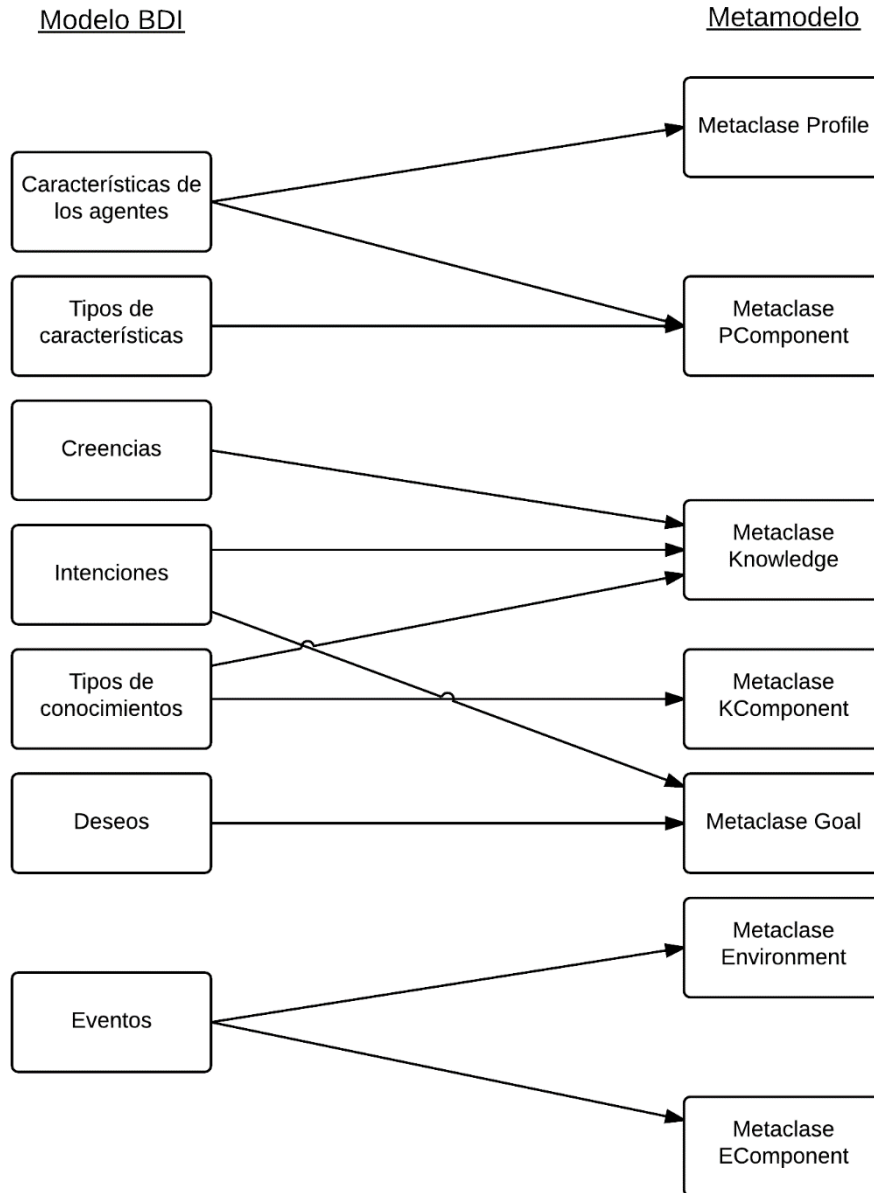 Modelo BDI
Metamodelo
Metaclase Profile
Características de
los agentes
Tipos de
características
Metaclase
PComponent
Creencias
Metaclase
Knowledge
Intenciones
Tipos de
conocimientos
Metaclase
KComponent
Deseos
Metaclase Goal
Metaclase
Environment
Eventos
Metaclase
EComponent